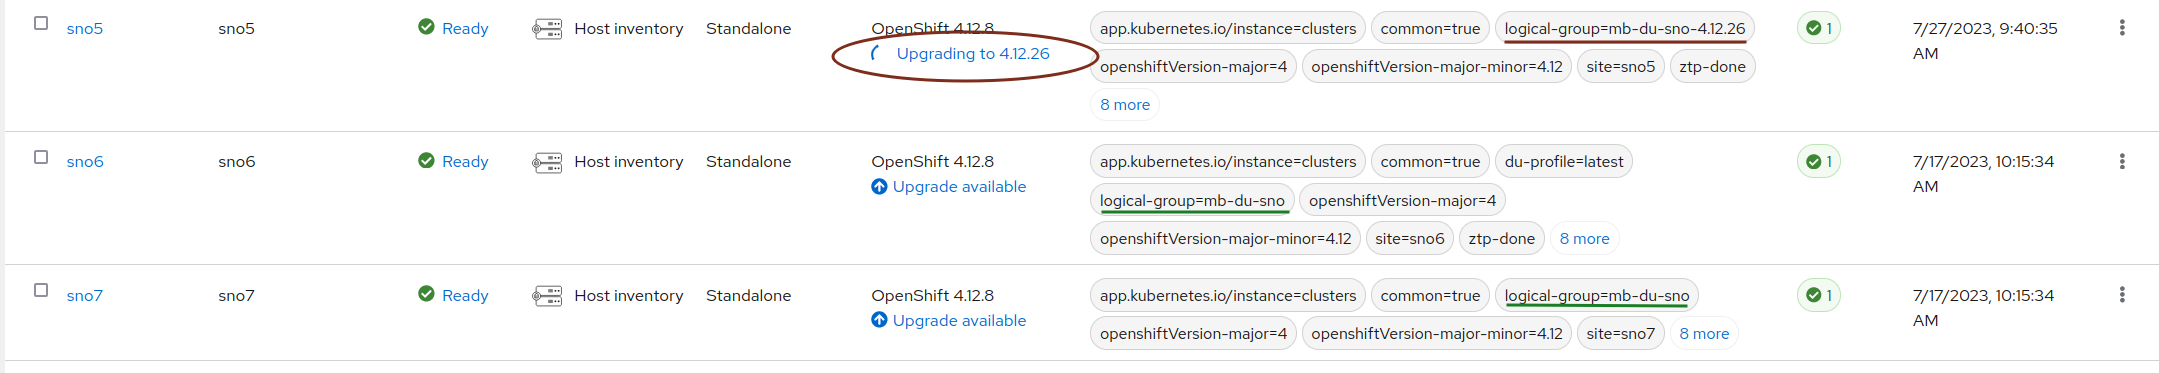 sno5 sno5 Ready Host inventory Standalone OpenShift 4.12.8 app.kubernetes.io/instance=clusters common=true logical-group=mb-du-sno-4.12.26 1 7/27/2023, 9:40:35
Upgrading to 4.12.26 openshiftVersion-major=4 openshiftVersion-major-minor=4.12 site=sno5 ztp-done AM
8 more
sno6 sno6 Ready Host inventory Standalone OpenShift 4.12.8 app.kubernetes.io/instance=clusters common=true du-profile=latest 1 7/17/2023, 10:15:34
Upgrade available logical-group=mb-du-sno openshiftVersion-major=4 AM
openshiftVersion-major-minor=4.12 site=sno6 ztp-done 8 more
sno7 sno7 Ready Host inventory Standalone OpenShift 4.12.8 app.kubernetes.io/instance=clusters common=true logical-group=mb-du-sno 1 7/17/2023, 10:15:34
Upgrade available openshiftVersion-major=4 openshiftVersion-major-minor=4.12 site=sno7 8 more AM